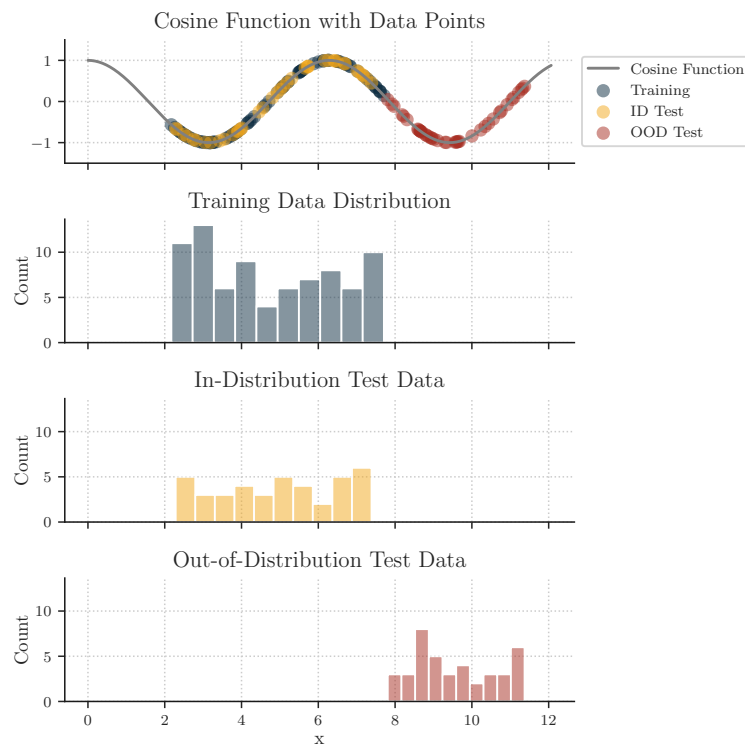 Cosine Function with Data Points
1
0
−1
Cosine Function
Training
ID Test
OOD Test
Training Data Distribution
Count
10
5
0
In-Distribution Test Data
Count
10
5
0
Out-of-Distribution Test Data
Count
10
5
0
0 2 4 6 8 10 12
x